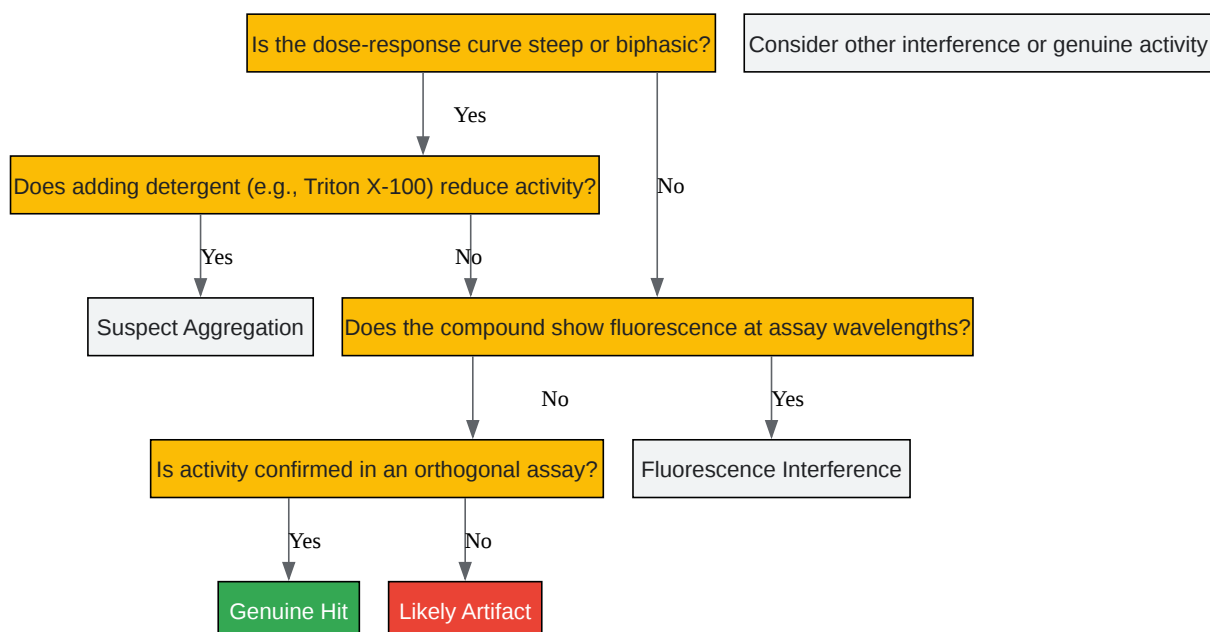 Is the dose-response curve steep or biphasic?
Consider other interference or genuine activity
Yes
Does adding detergent (e.g., Triton X-100) reduce activity?
No
Yes
No
Suspect Aggregation
Does the compound show fluorescence at assay wavelengths?
No
Yes
Is activity confirmed in an orthogonal assay?
Fluorescence Interference
Yes
No
Genuine Hit
Likely Artifact